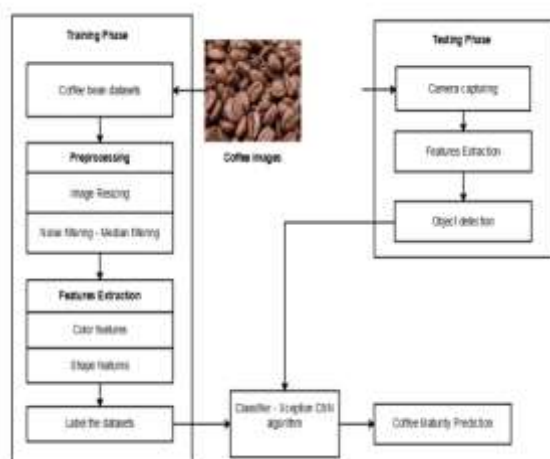 Training Phase
Coffee bean datasets
Preprocessing
Image Resizing
Noise filtering - Median filtering
Features Extraction
Color features
Shape features
Label the datasets
Coffee images
Testing Phase
Camera capturing
Features Extraction
Object detection
Classifier - Xception CNN
algorithm
Coffee Maturity Prediction